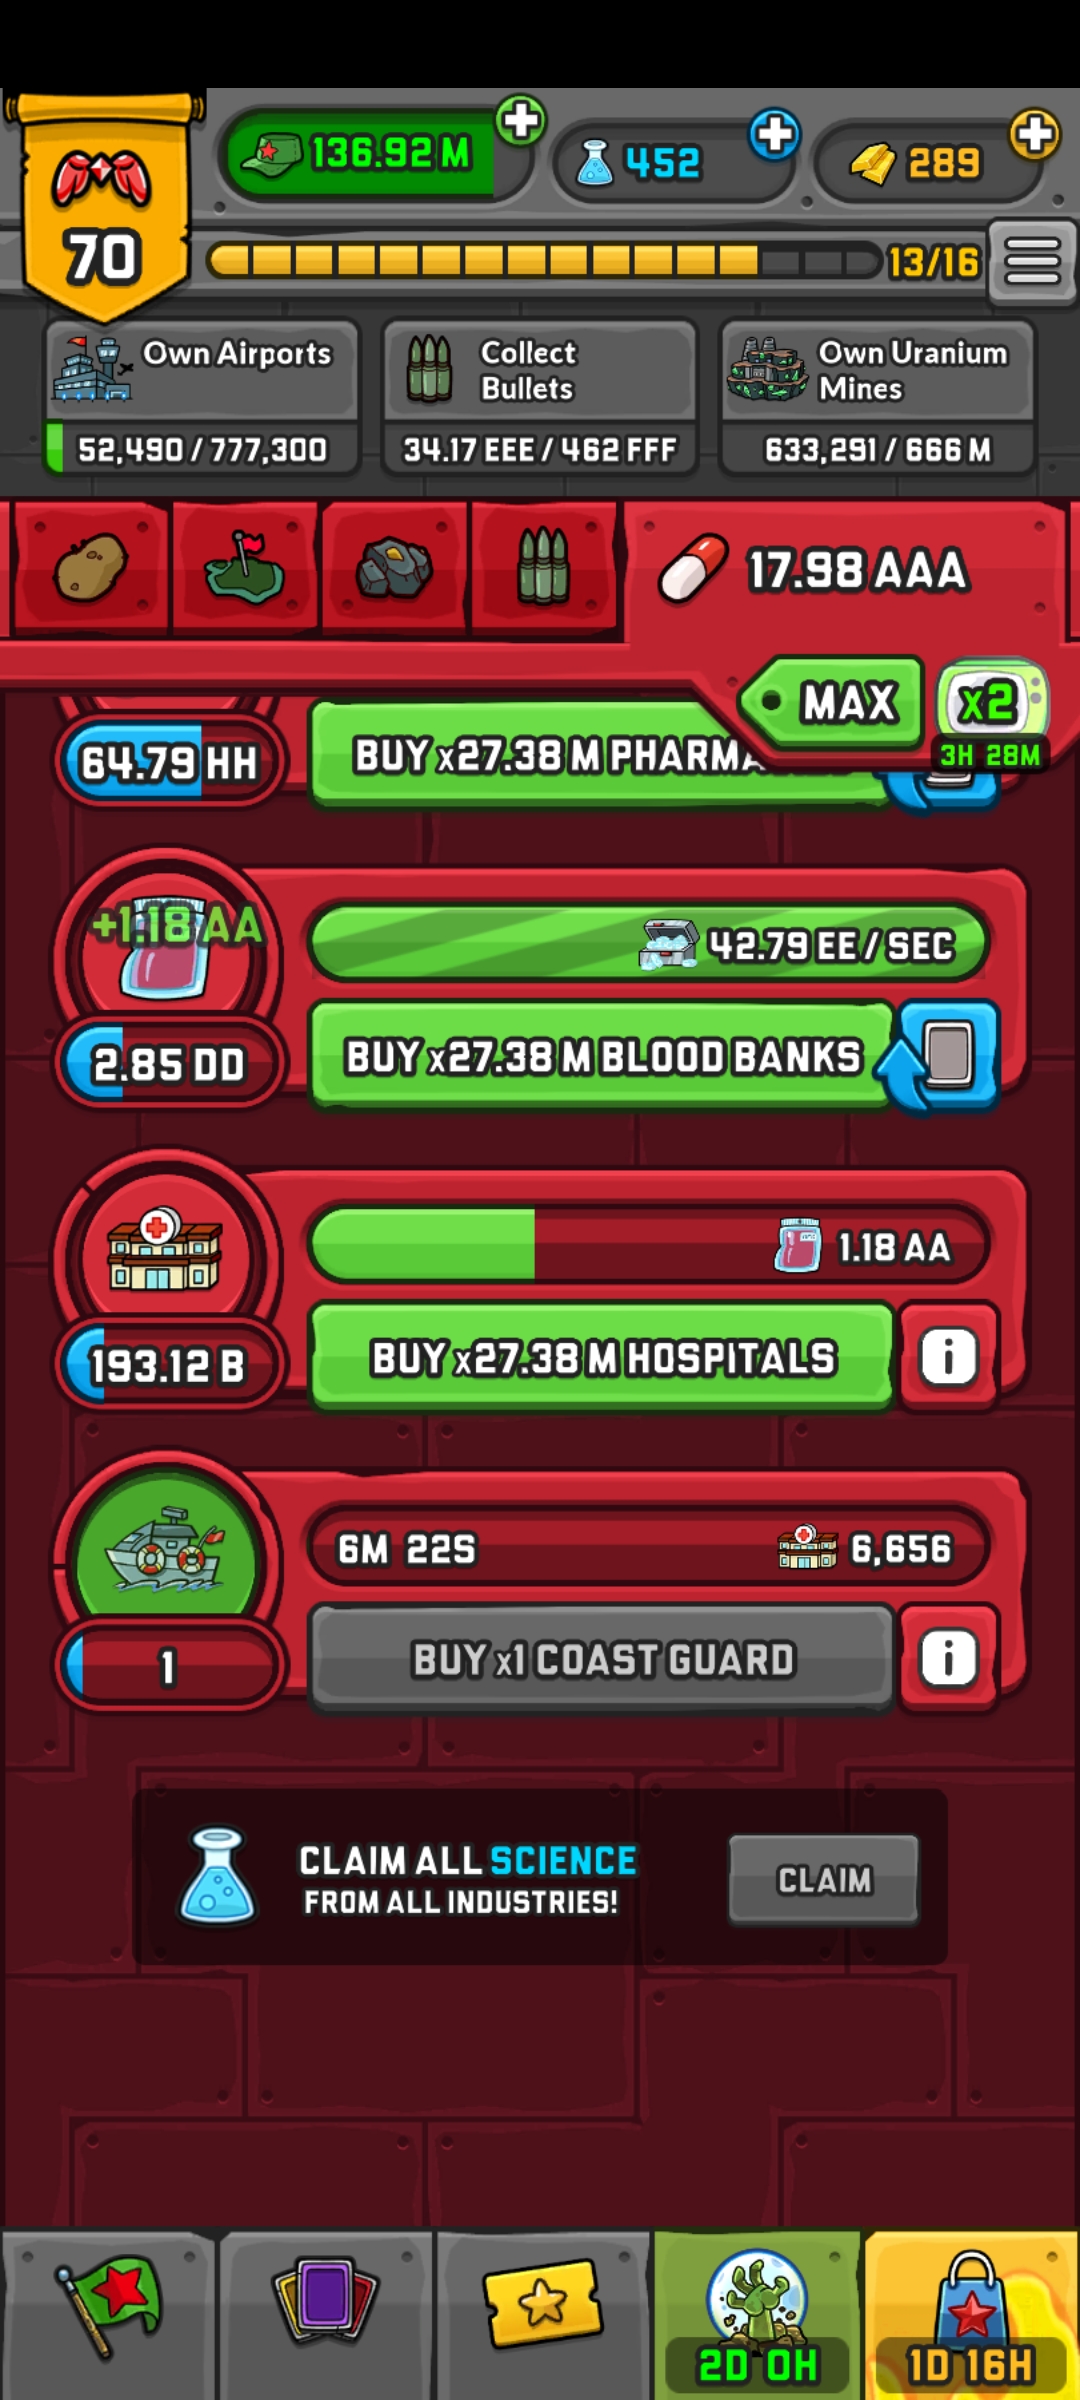 136.92 M
452
289
70
13/16
Own Airports
52,490 / 777,300
Collect
Bullets
34.17 EEE / 462 FFF
Own Uranium
Mines
633,291 / 666 M
17.98 AAA
MAX
x2
3H 28M
64.79 HH
BUY x27.38 M PHARMA
+1.18 AA
42.79 EE / SEC
2.85 DD
BUY x27.38 M BLOOD BANKS
1.18 AA
193.12 B
BUY x27.38 M HOSPITALS
i
6M 22S
6,656
1
BUY x1 COAST GUARD
i
CLAIM ALL SCIENCE
FROM ALL INDUSTRIES!
CLAIM
2D 0H
1D 16H